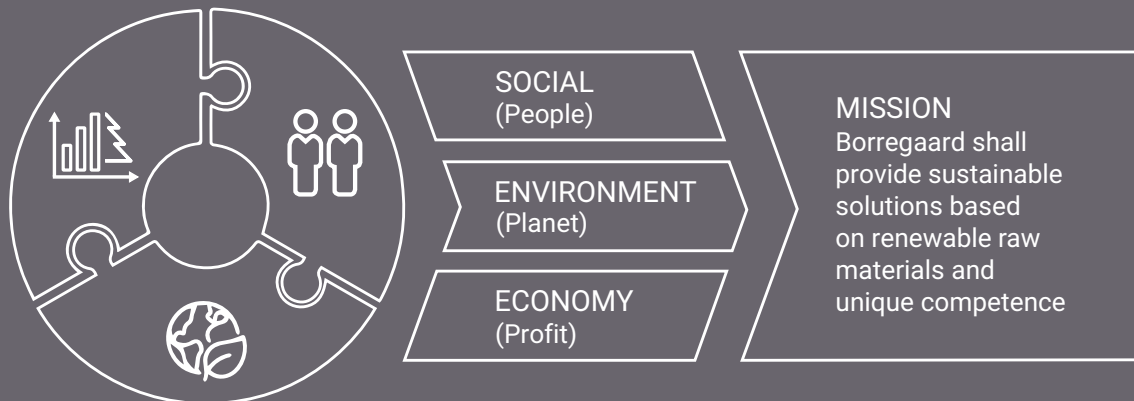 SOCIAL
(People)
ENVIRONMENT
(Planet)
ECONOMY
(Profit)
MISSION
Borregaard shall
provide sustainable
solutions based
on renewable raw
materials and
unique competence